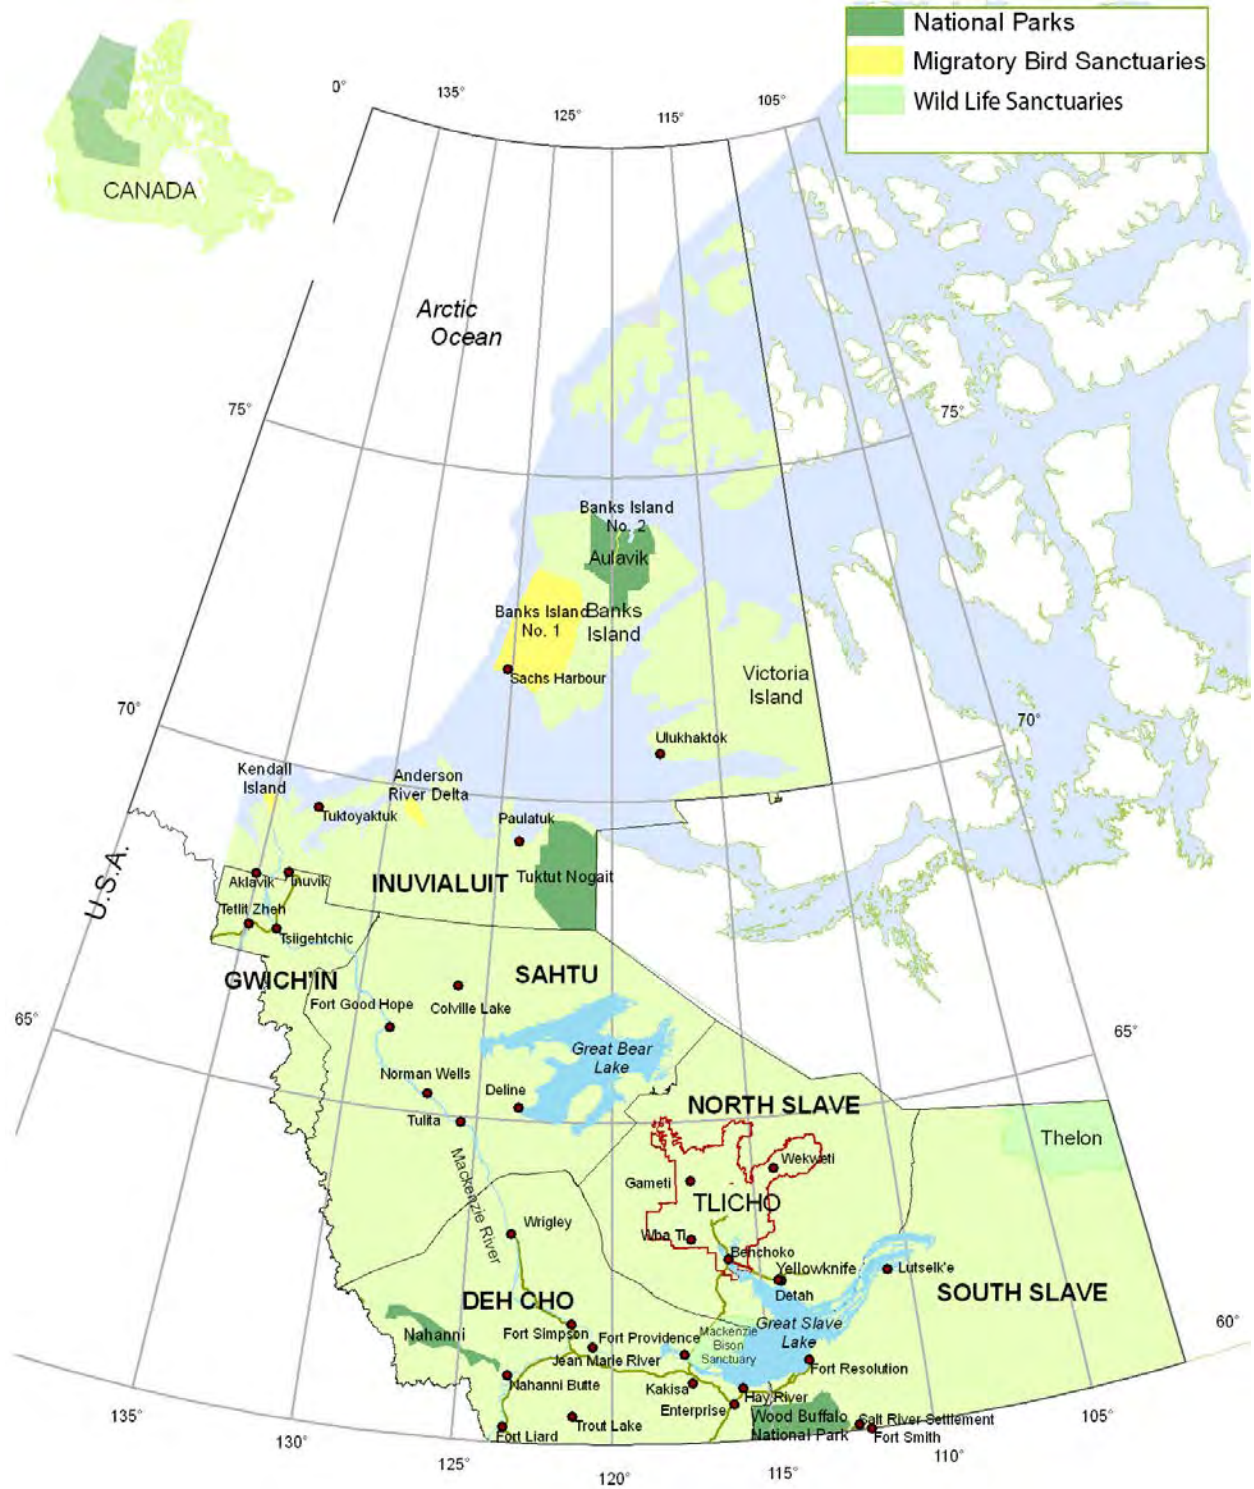 National Parks
Migratory Bird Sanctuaries
Wild Life Sanctuaries
CANADA
0°
135°
125°
115°
105°
Arctic
Ocean
75°
75°
Banks Island
No. 2
Aulavik
Banks Island
No. 1
Banks
Island
Sachs Harbour
Victoria
Island
70°
70°
Ulukhaktok
Kendall
Island
Anderson
River Delta
Tuktoyaktuk
Paulatuk
U.S.A.
Aklavik
Inuvik
INUVIALUIT
Tuktut Nogait
Tetlit Zheh
Tsiigehtchic
GWICH'IN
SAHTU
Fort Good Hope
Colville Lake
65°
65°
Great Bear
Lake
Norman Wells
Deline
Tulita
NORTH SLAVE
Thelon
Mackenzie River
Wekweti
Gameti
TLICHO
Wrigley
Wha Ti
Benchoko
Yellowknife
Detah
Lutselk'e
SOUTH SLAVE
DEH CHO
Great Slave
Lake
Nahanni
Fort Simpson
Fort Providence
Mackenzie
Bison
Sanctuary
60°
Jean Marie River
Fort Resolution
Nahanni Butte
Kakisa
Hay River
Enterprise
Wood Buffalo
National Park
Salt River Settlement
Fort Smith
Trout Lake
Fort Liard
135°
130°
125°
120°
115°
110°
105°